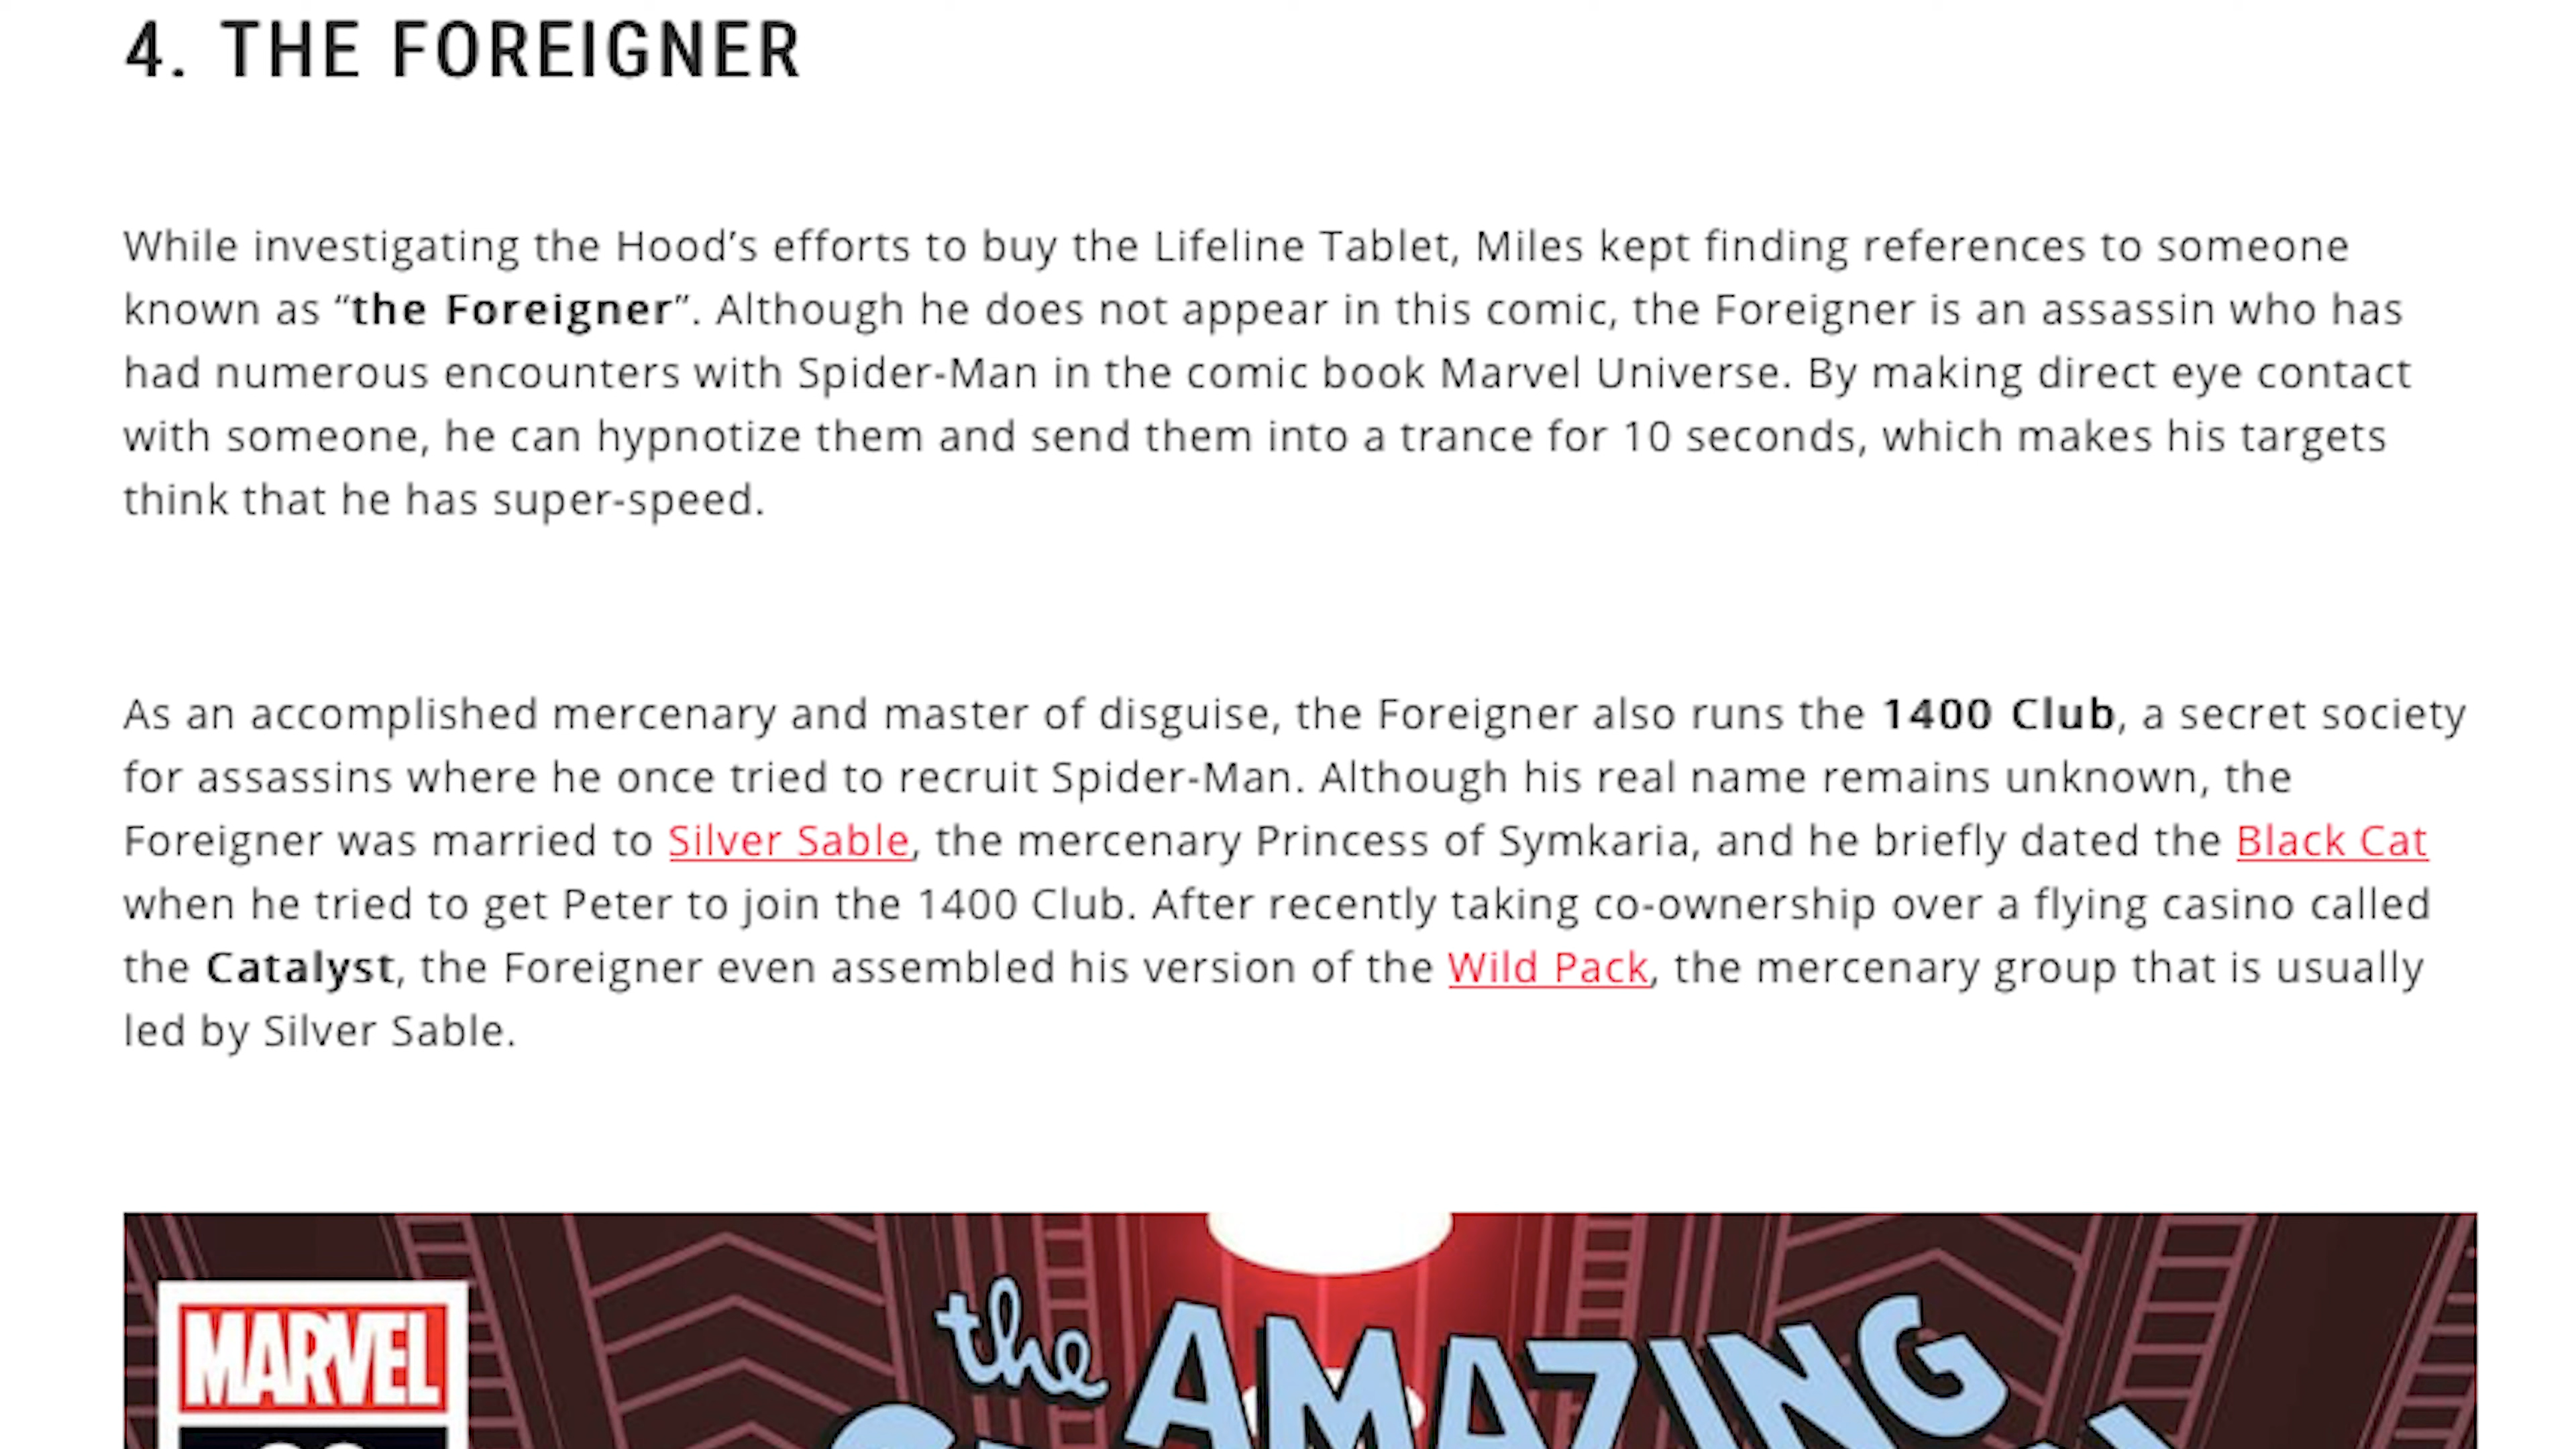 4. THE FOREIGNER
While investigating the Hood’s efforts to buy the Lifeline Tablet, Miles kept finding references to someone
known as “the Foreigner”. Although he does not appear in this comic, the Foreigner is an assassin who has
had numerous encounters with Spider-Man in the comic book Marvel Universe. By making direct eye contact
with someone, he can hypnotize them and send them into a trance for 10 seconds, which makes his targets
think that he has super-speed.
As an accomplished mercenary and master of disguise, the Foreigner also runs the 1400 Club, a secret society
for assassins where he once tried to recruit Spider-Man. Although his real name remains unknown, the
Foreigner was married to Silver Sable, the mercenary Princess of Symkaria, and he briefly dated the Black Cat
when he tried to get Peter to join the 1400 Club. After recently taking co-ownership over a flying casino called
the Catalyst, the Foreigner even assembled his version of the Wild Pack, the mercenary group that is usually
led by Silver Sable.
MARVEL
the AMAZING